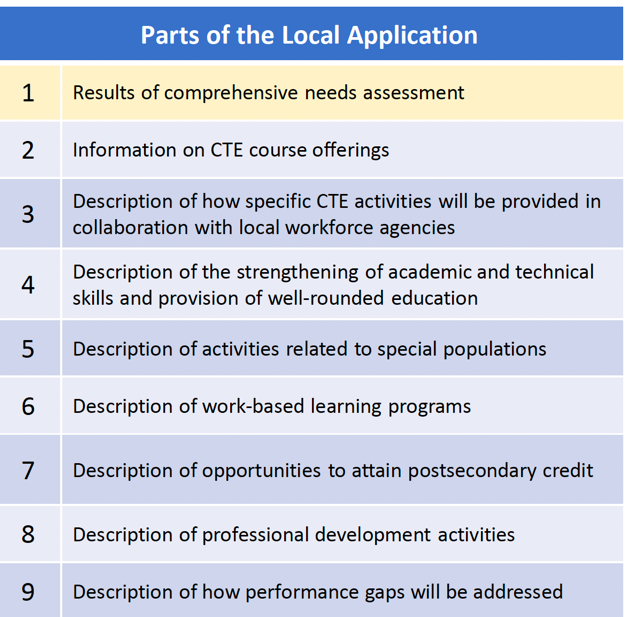 Parts of the Local Application
1 Results of comprehensive needs assessment
2 Information on CTE course offerings
3 Description of how specific CTE activities will be provided in
collaboration with local workforce agencies
4 Description of the strengthening of academic and technical
skills and provision of well-rounded education
5 Description of activities related to special populations
6 Description of work-based learning programs
7 Description of opportunities to attain postsecondary credit
8 Description of professional development activities
9 Description of how performance gaps will be addressed